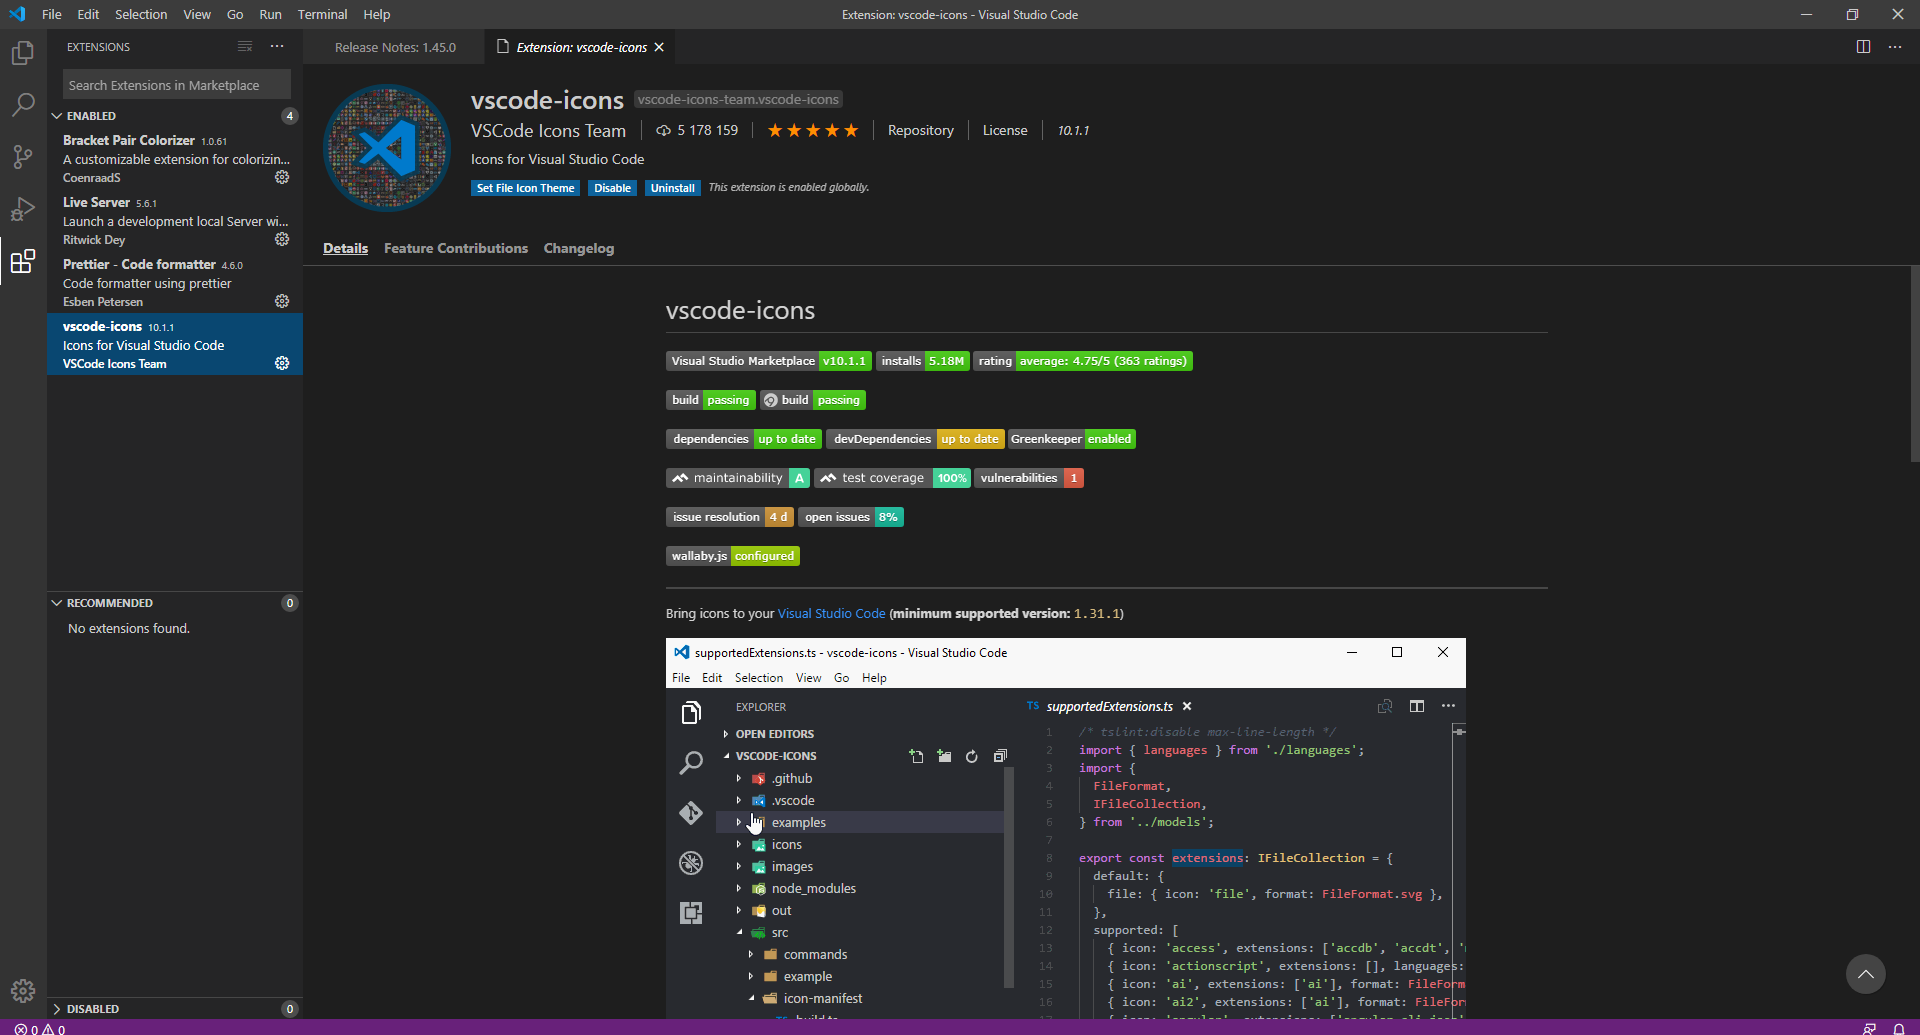 File Edit Selection View Go Run Terminal Help
Extension: vscode-icons - Visual Studio Code
EXTENSIONS
Search Extensions in Marketplace
ENABLED 4
Bracket Pair Colorizer 1.0.61
A customizable extension for colorizin...
CoenraadS
Live Server 5.6.1
Launch a development local Server wi...
Ritwick Dey
Prettier - Code formatter 4.6.0
Code formatter using prettier
Esben Petersen
vscode-icons 10.1.1
Icons for Visual Studio Code
VSCode Icons Team
RECOMMENDED 0
No extensions found.
DISABLED 0
0 0
Release Notes: 1.45.0
Extension: vscode-icons
vscode-icons vscode-icons-team.vscode-icons
VSCode Icons Team 5 178 159 Repository License 10.1.1
Icons for Visual Studio Code
Set File Icon Theme Disable Uninstall This extension is enabled globally.
Details Feature Contributions Changelog
vscode-icons
Visual Studio Marketplace v10.1.1 installs 5.18M rating average: 4.75/5 (363 ratings)
build passing build passing
dependencies up to date devDependencies up to date Greenkeeper enabled
maintainability A test coverage 100% vulnerabilities 1
issue resolution 4 d open issues 8%
wallaby.js configured
Bring icons to your Visual Studio Code (minimum supported version: 1.31.1)
supportedExtensions.ts - vscode-icons - Visual Studio Code
File Edit Selection View Go Help
EXPLORER
OPEN EDITORS
VSCODE-ICONS
.github
.vscode
examples
icons
images
node_modules
out
src
commands
example
icon-manifest
TS supportedExtensions.ts
1 /* tslint:disable max-line-length */
2 import { languages } from './languages';
3 import {
4 FileFormat,
5 IFileCollection,
6 } from '../models';
7
8 export const extensions: IFileCollection = {
9 default: {
10 file: { icon: 'file', format: FileFormat.svg },
11 },
12 supported: [
13 { icon: 'access', extensions: ['accdb', 'accdt', '
14 { icon: 'actionscript', extensions: [], languages:
15 { icon: 'ai', extensions: ['ai'], format: FileForm
16 { icon: 'ai2', extensions: ['ai'], format: FileFor